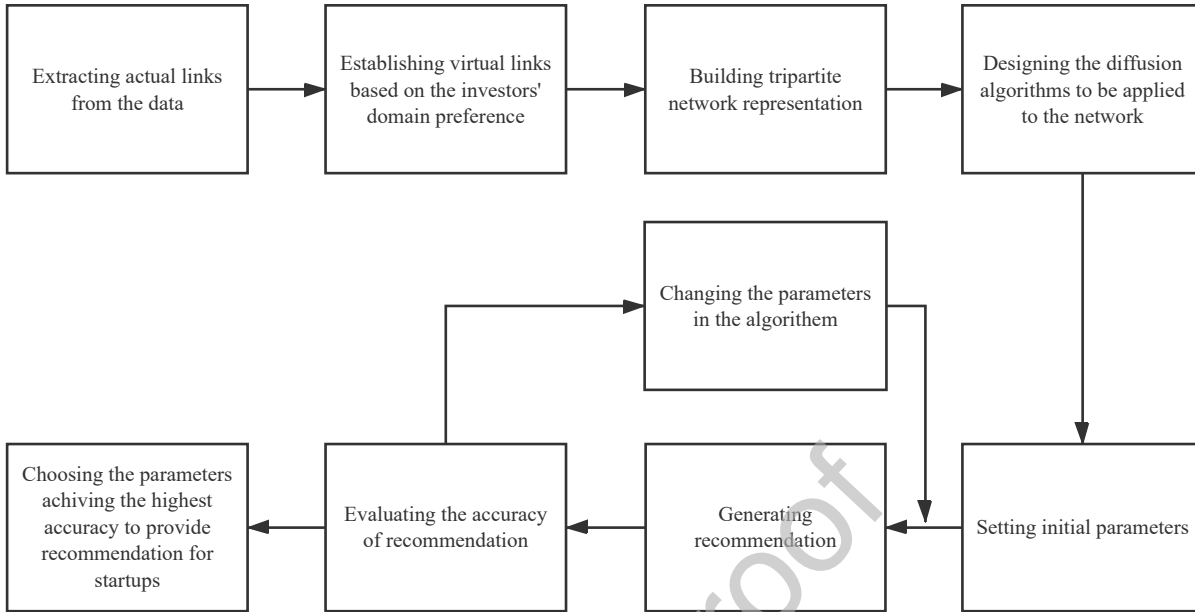 Extracting actual links
from the data
Establishing virtual links
based on the investors'
domain preference
Building tripartite
network representation
Designing the diffusion
algorithms to be applied
to the network
Changing the parameters
in the algorithem
Choosing the parameters
achiving the highest
accuracy to provide
recommendation for
startups
Evaluating the accuracy
of recommendation
Generating
recommendation
Setting initial parameters
roof